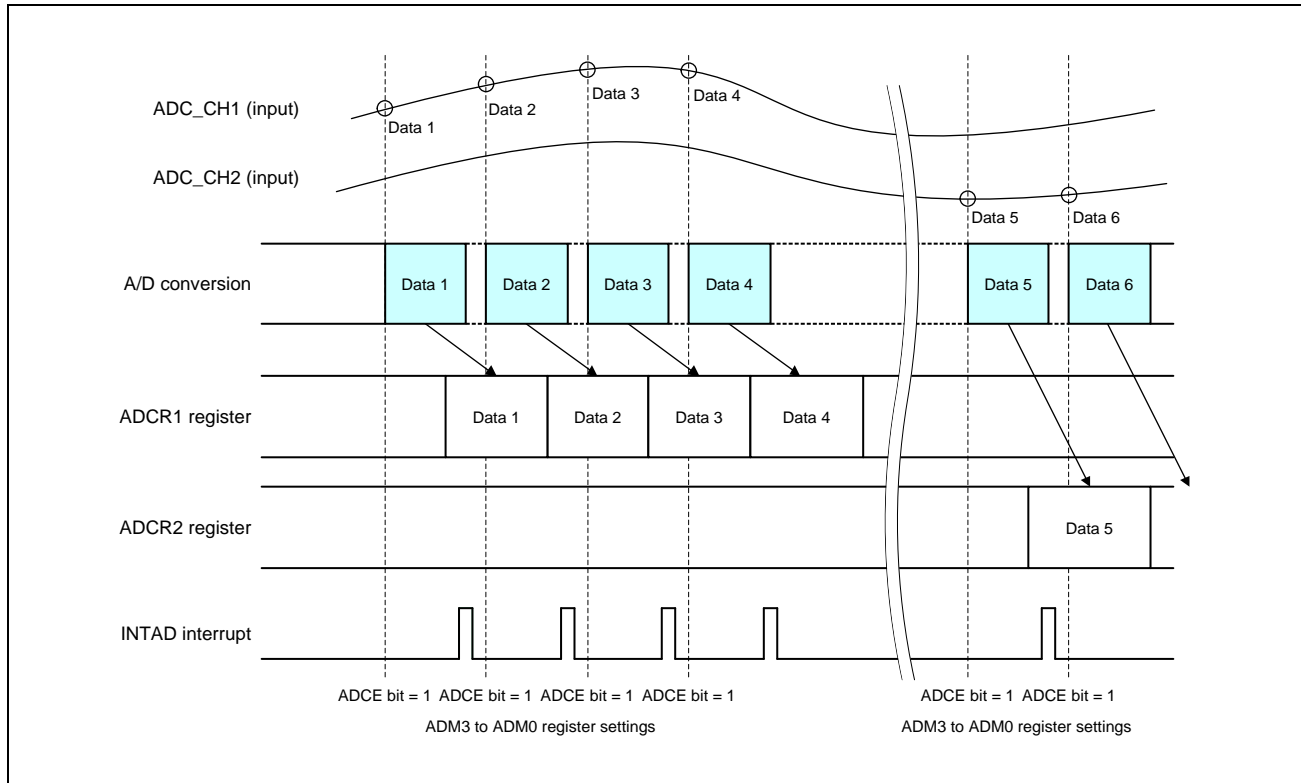 ADC_CH1 (input)
Data 1
Data 2
Data 3
Data 4
ADC_CH2 (input)
Data 5
Data 6
A/D conversion
Data 1
Data 2
Data 3
Data 4
Data 5
Data 6
ADCR1 register
Data 1
Data 2
Data 3
Data 4
ADCR2 register
Data 5
INTAD interrupt
ADCE bit = 1 ADCE bit = 1 ADCE bit = 1 ADCE bit = 1
ADM3 to ADM0 register settings
ADCE bit = 1 ADCE bit = 1
ADM3 to ADM0 register settings